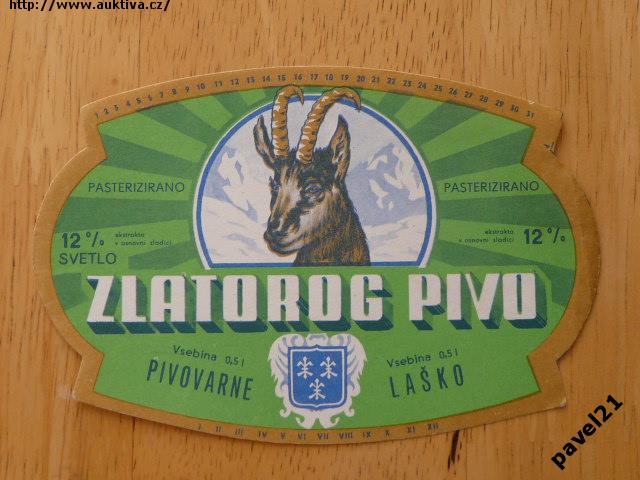 http://www.auktiva.cz/
1 2 3 4 5 6 7 8 9 10 11 12 13 14 15 16 17 18 19 20 21 22 23 24 25 26 27 28 29 30 31
PASTERIZIRANO
PASTERIZIRANO
12% ekstrakta v osnovni sladici
SVETLO
ekstrakta v osnovni sladici 12%
ZLATOROG PIVO
Vsebina 0,5 l
Vsebina 0,5 l
PIVOVARNE LAŠKO
I II III IV V VI VII VIII IX X XI XII
pavel21